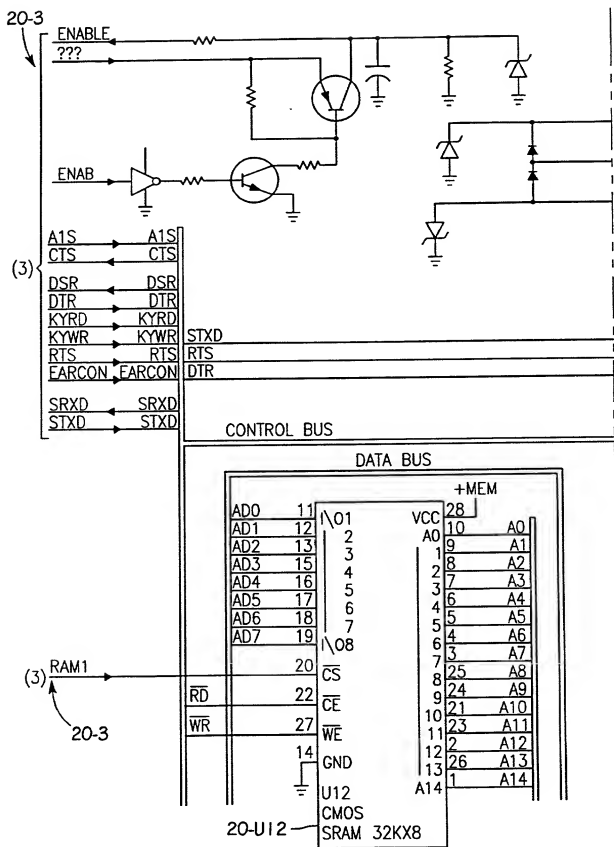 20-3
ENABLE
???
ENAB
(3)
A1S A1S
CTS CTS
DSR DSR
DTR DTR
KYRD KYRD
KYWR KYWR STXD
RTS RTS RTS
EARCON EARCON DTR
SRXD SRXD
STXD STXD
CONTROL BUS
DATA BUS
+MEM
AD0 11 I\O1 VCC 28
AD1 12 2 A0 10 A0
AD2 13 3 1 9 A1
AD3 15 4 2 8 A2
AD4 16 5 3 7 A3
AD5 17 6 4 6 A4
AD6 18 7 5 5 A5
AD7 19 I\O8 6 4 A6
7 3 A7
(3) RAM1 20 CS 8 25 A8
9 24 A9
20-3 RD 22 CE 10 21 A10
11 23 A11
WR 27 WE 12 2 A12
13 26 A13
14 GND A14 1 A14
U12
CMOS
20-U12 SRAM 32KX8